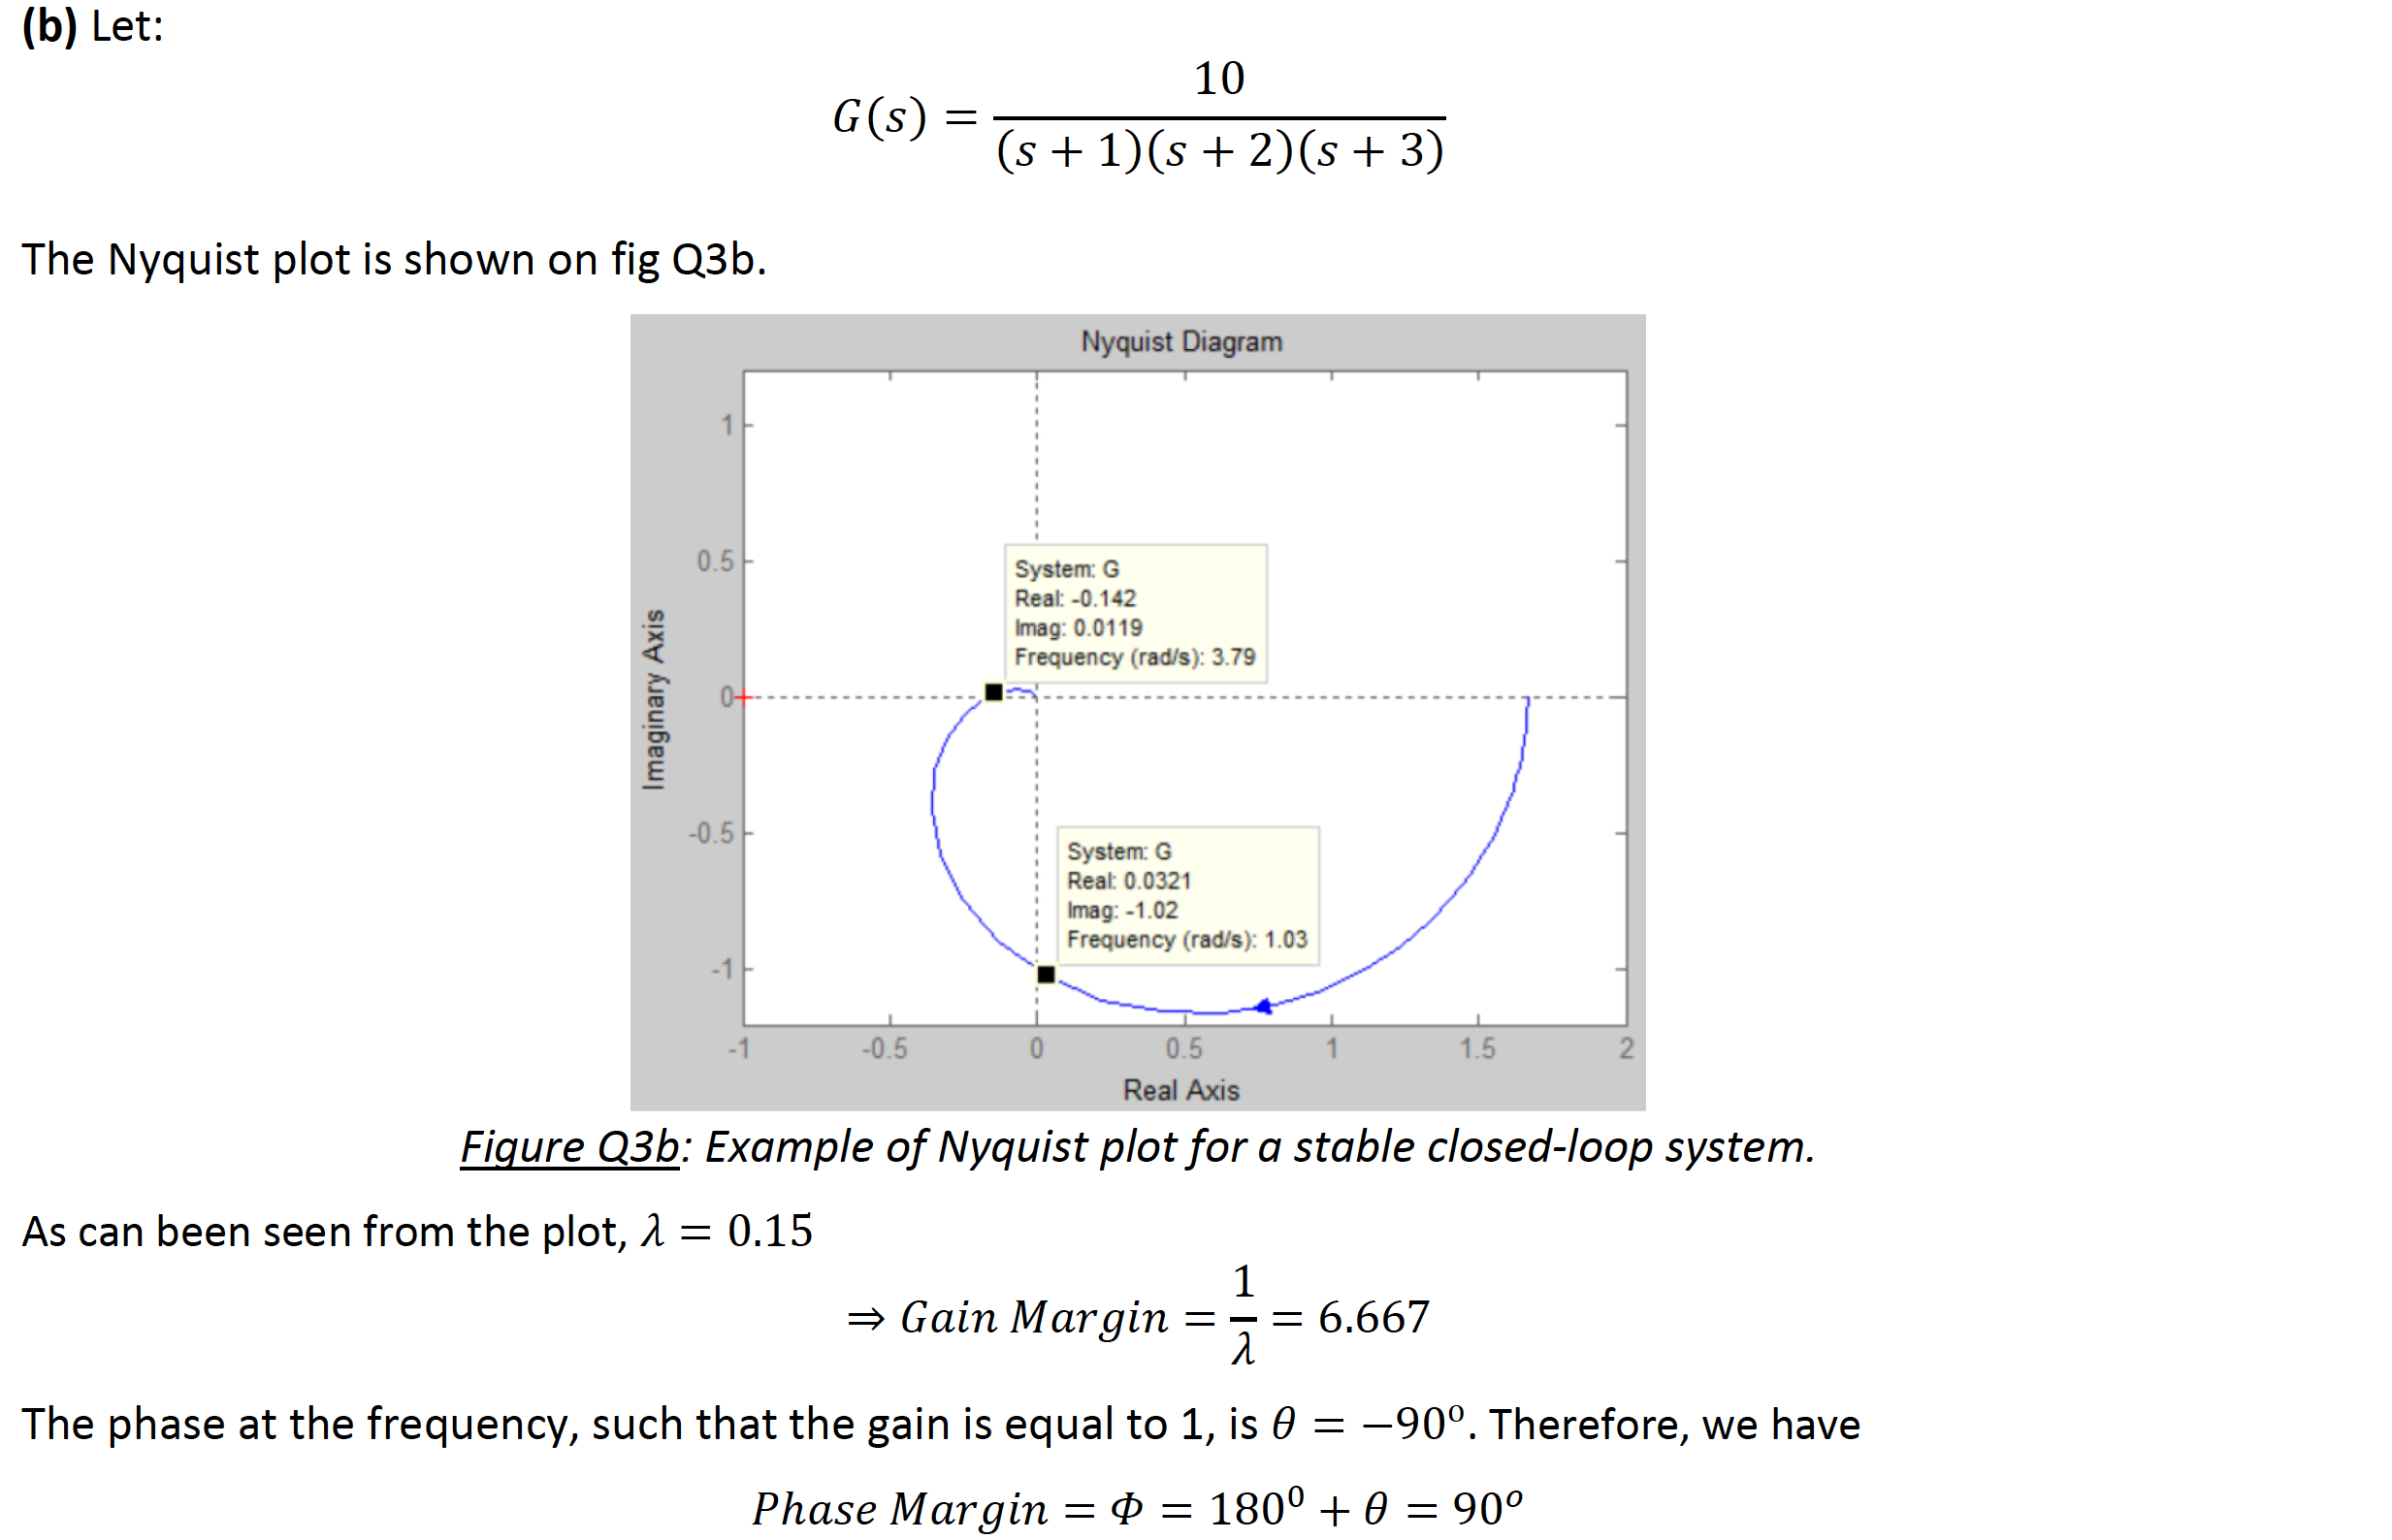 (b) Let:
G(s) = 10 / (s + 1)(s + 2)(s + 3)
The Nyquist plot is shown on fig Q3b.
Nyquist Diagram
1
0.5
0
-0.5
-1
Imaginary Axis
System: G
Real: -0.142
Imag: 0.0119
Frequency (rad/s): 3.79
System: G
Real: 0.0321
Imag: -1.02
Frequency (rad/s): 1.03
-1 -0.5 0 0.5 1 1.5 2
Real Axis
Figure Q3b: Example of Nyquist plot for a stable closed-loop system.
As can been seen from the plot, λ = 0.15
⇒ Gain Margin = 1/λ = 6.667
The phase at the frequency, such that the gain is equal to 1, is θ = −90°. Therefore, we have
Phase Margin = Φ = 180⁰ + θ = 90°